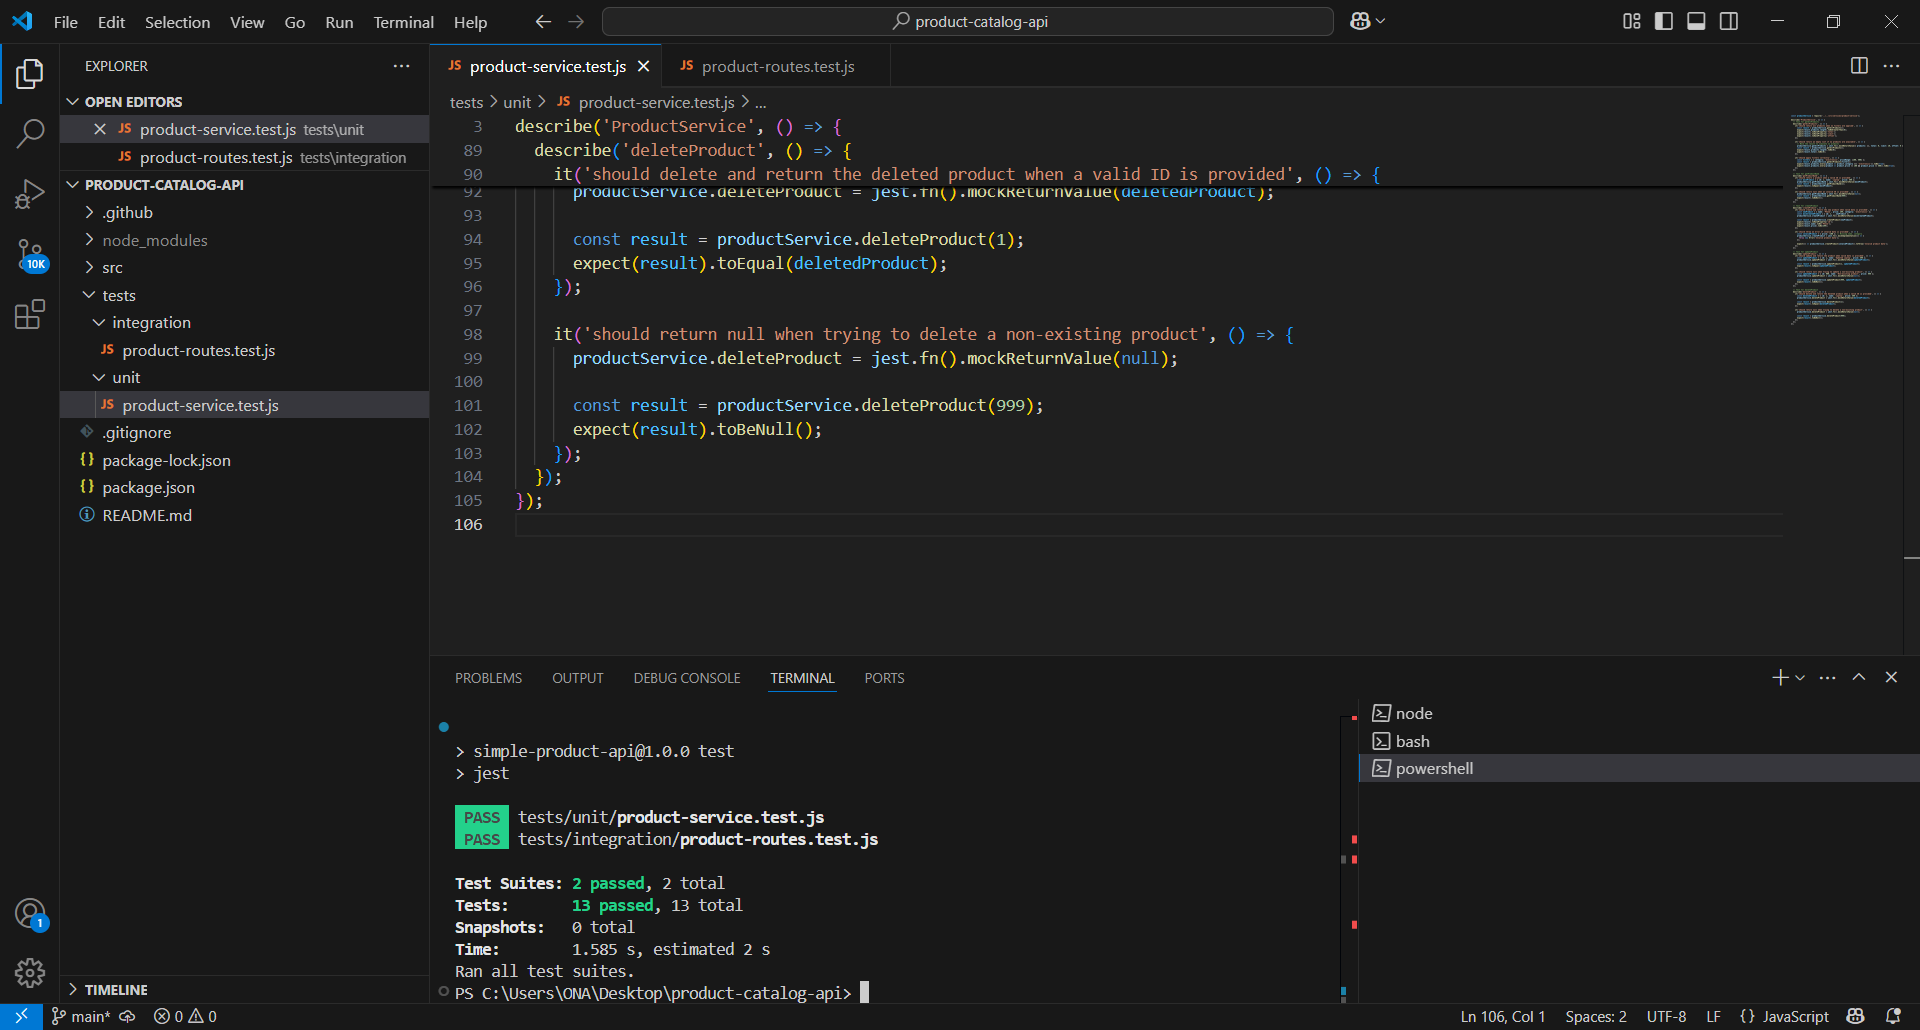 File Edit Selection View Go Run Terminal Help
product-catalog-api
EXPLORER
OPEN EDITORS
JS product-service.test.js tests\unit
JS product-routes.test.js tests\integration
PRODUCT-CATALOG-API
.github
node_modules
src
tests
integration
JS product-routes.test.js
unit
JS product-service.test.js
.gitignore
{} package-lock.json
{} package.json
README.md
TIMELINE
10K
1
JS product-service.test.js
JS product-routes.test.js
tests > unit > JS product-service.test.js > ...
3 describe('ProductService', () => {
89 describe('deleteProduct', () => {
90 it('should delete and return the deleted product when a valid ID is provided', () => {
92 productService.deleteProduct = jest.fn().mockReturnValue(deletedProduct);
93
94 const result = productService.deleteProduct(1);
95 expect(result).toEqual(deletedProduct);
96 });
97
98 it('should return null when trying to delete a non-existing product', () => {
99 productService.deleteProduct = jest.fn().mockReturnValue(null);
100
101 const result = productService.deleteProduct(999);
102 expect(result).toBeNull();
103 });
104 });
105 });
106
PROBLEMS OUTPUT DEBUG CONSOLE TERMINAL PORTS
> simple-product-api@1.0.0 test
> jest
PASS tests/unit/product-service.test.js
PASS tests/integration/product-routes.test.js
Test Suites: 2 passed, 2 total
Tests: 13 passed, 13 total
Snapshots: 0 total
Time: 1.585 s, estimated 2 s
Ran all test suites.
PS C:\Users\ONA\Desktop\product-catalog-api>
node
bash
powershell
main* 0 0
Ln 106, Col 1 Spaces: 2 UTF-8 LF {} JavaScript